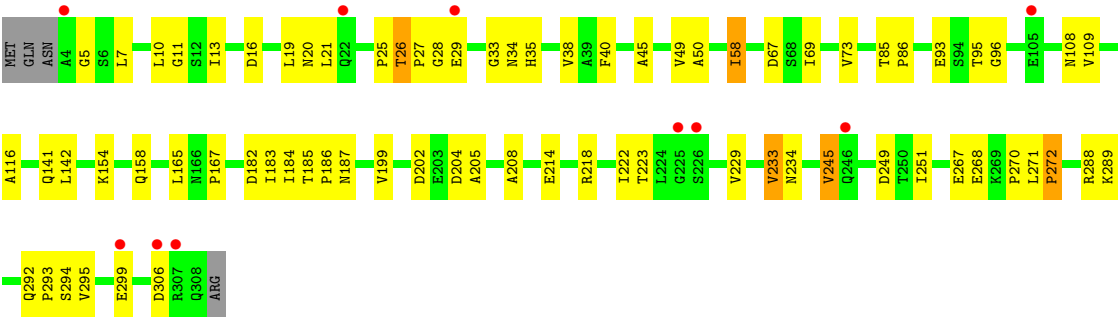 MET GLN ASN A4 G5 S6 L7 L10 G11 S12 I13 D16 L19 N20 L21 Q22 P25 T26 P27 G28 E29 G33 N34 H35 V38 A39 F40 A45 V49 A50 I58 D67 S68 I69 V73 T85 P86 E93 S94 T95 G96 E105 N108 V109
A116 Q141 L142 K154 Q158 L165 N166 P167 D182 I183 I184 T185 P186 N187 V199 D202 E203 D204 A205 A208 E214 R218 I222 T223 L224 G225 S226 V229 V233 N234 V245 Q246 D249 T250 I251 E267 E268 K269 P270 L271 P272 R288 K289
Q292 P293 S294 V295 E299 D306 R307 Q308 ARG